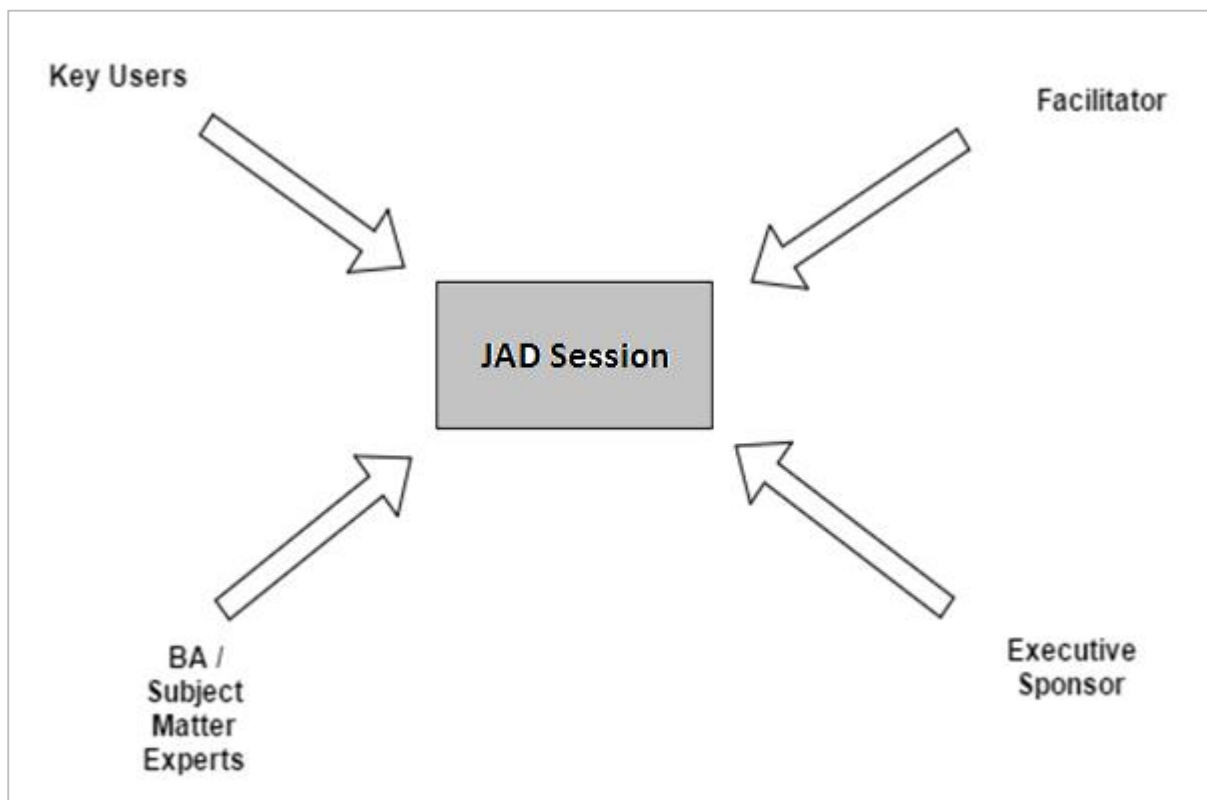 Key Users
Facilitator
JAD Session
BA /
Subject
Matter
Experts
Executive
Sponsor